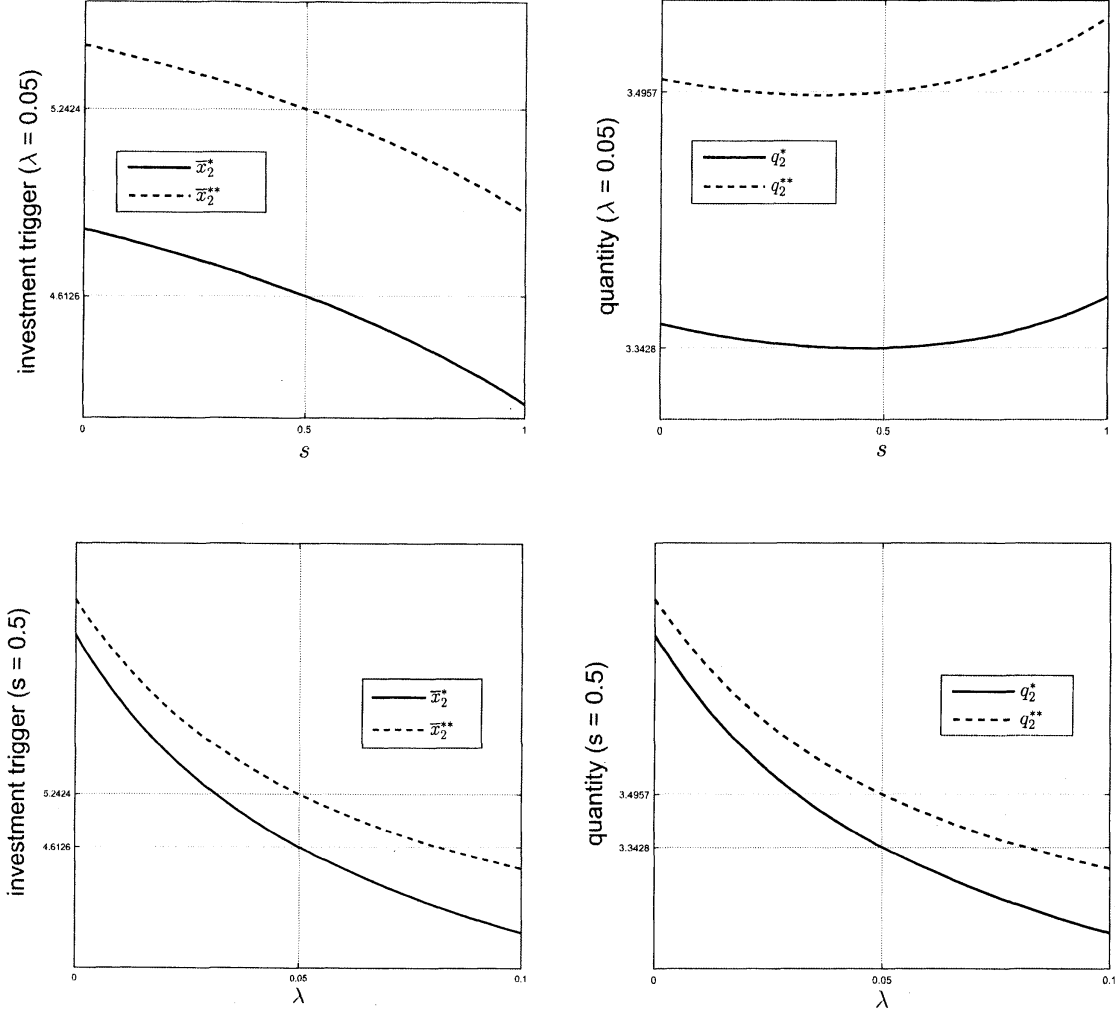 investment trigger (λ = 0.05)
5.2424
4.6126
x̅₂*
x̅₂**
0
0.5
1
s
quantity (λ = 0.05)
3.4957
3.3428
q₂*
q₂**
0
0.5
1
s
investment trigger (s = 0.5)
5.2424
4.6126
x̅₂*
x̅₂**
0
0.05
0.1
λ
quantity (s = 0.5)
3.4957
3.3428
q₂*
q₂**
0
0.05
0.1
λ